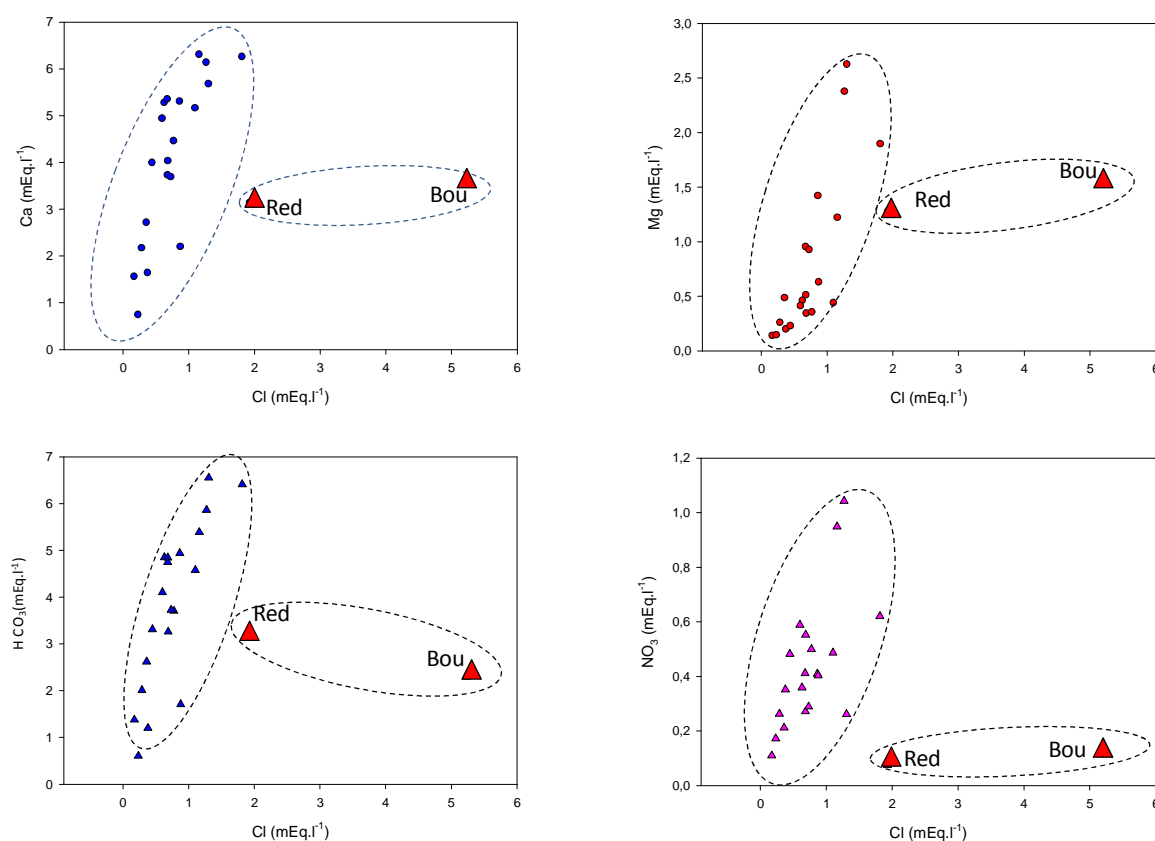 7
6
5
4
3
2
1
0
Ca (mEq.l⁻¹)
Red
Bou
0 1 2 3 4 5 6
Cl (mEq.l⁻¹)
3,0
2,5
2,0
1,5
1,0
0,5
0,0
Mg (mEq.l⁻¹)
Red
Bou
0 1 2 3 4 5 6
Cl (mEq.l⁻¹)
7
6
5
4
3
2
1
0
H CO₃(mEq.l⁻¹)
Red
Bou
0 1 2 3 4 5 6
Cl (mEq.l⁻¹)
1,2
1,0
0,8
0,6
0,4
0,2
0,0
NO₃ (mEq.l⁻¹)
Red
Bou
0 1 2 3 4 5 6
Cl (mEq.l⁻¹)